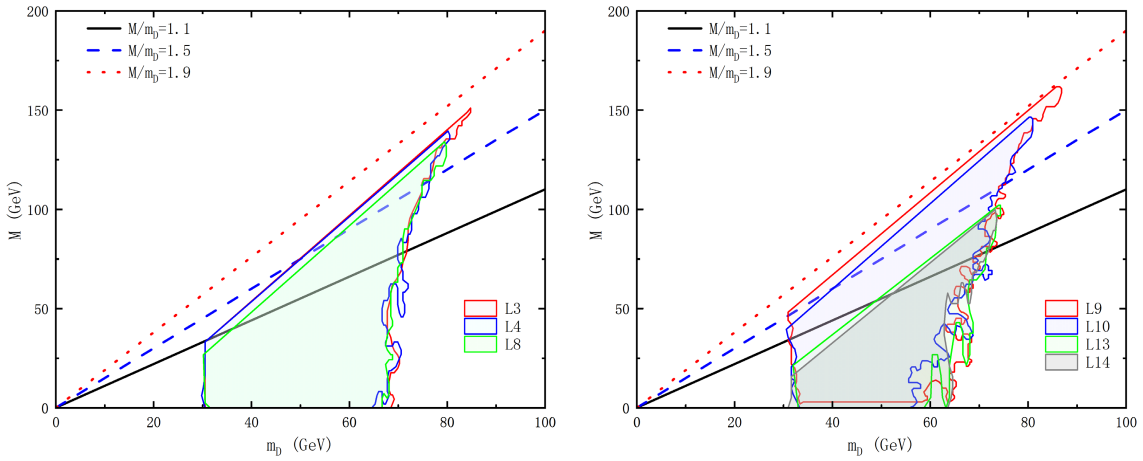 200
150
100
50
0
M (GeV)
M/m_D=1.1
M/m_D=1.5
M/m_D=1.9
L3
L4
L8
0 20 40 60 80 100
m_D (GeV)
200
150
100
50
0
M (GeV)
M/m_D=1.1
M/m_D=1.5
M/m_D=1.9
L9
L10
L13
L14
0 20 40 60 80 100
m_D (GeV)